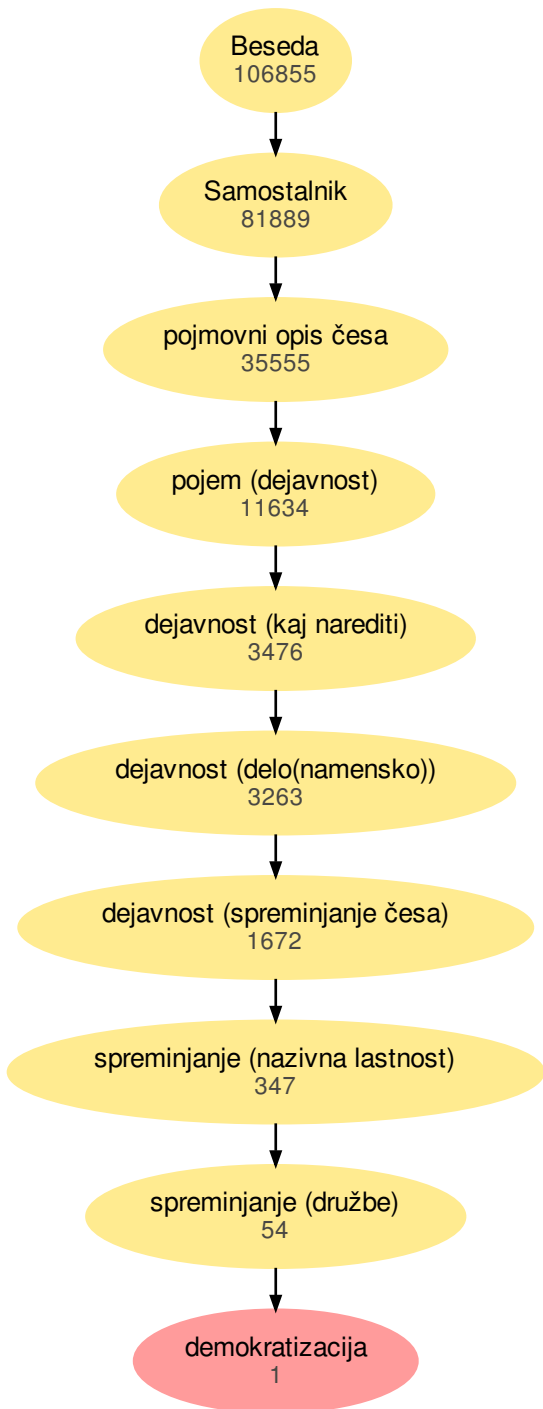 Beseda
106855
Samostalnik
81889
pojmovni opis česa
35555
pojem (dejavnost)
11634
dejavnost (kaj narediti)
3476
dejavnost (delo(namensko))
3263
dejavnost (spreminjanje česa)
1672
spreminjanje (nazivna lastnost)
347
spreminjanje (družbe)
54
demokratizacija
1